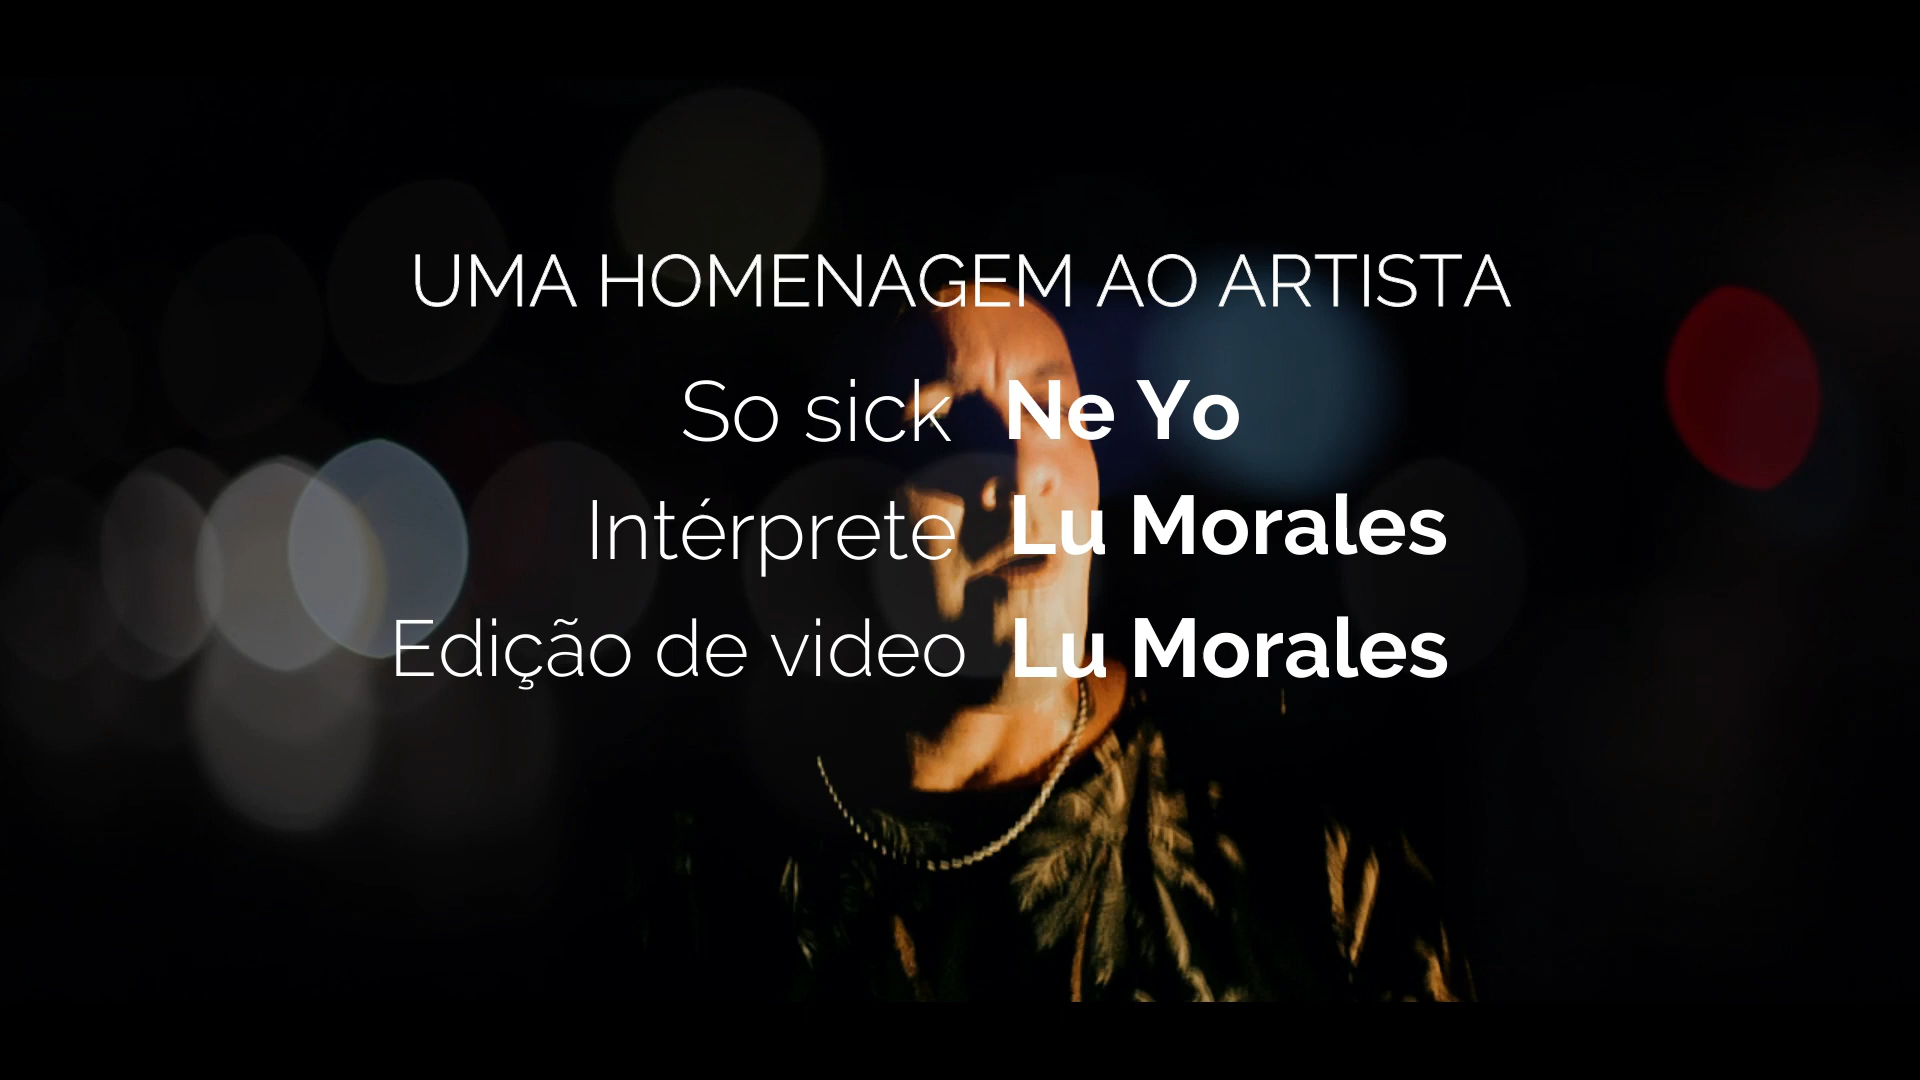 UMA HOMENAGEM AO ARTISTA
So sick Ne Yo
Intérprete Lu Morales
Edição de video Lu Morales